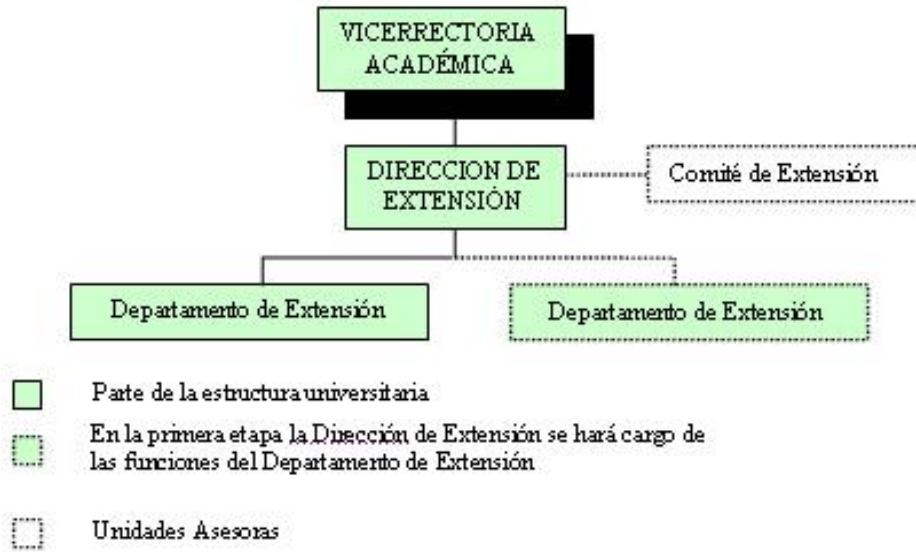 VICERRECTORIA
ACADÉMICA
DIRECCION DE
EXTENSIÓN
Comité de Extensión
Departamento de Extensión
Departamento de Extensión
Parte de la estructura universitaria
En la primera etapa la Dirección de Extensión se hará cargo de
las funciones del Departamento de Extensión
Unidades Asesoras